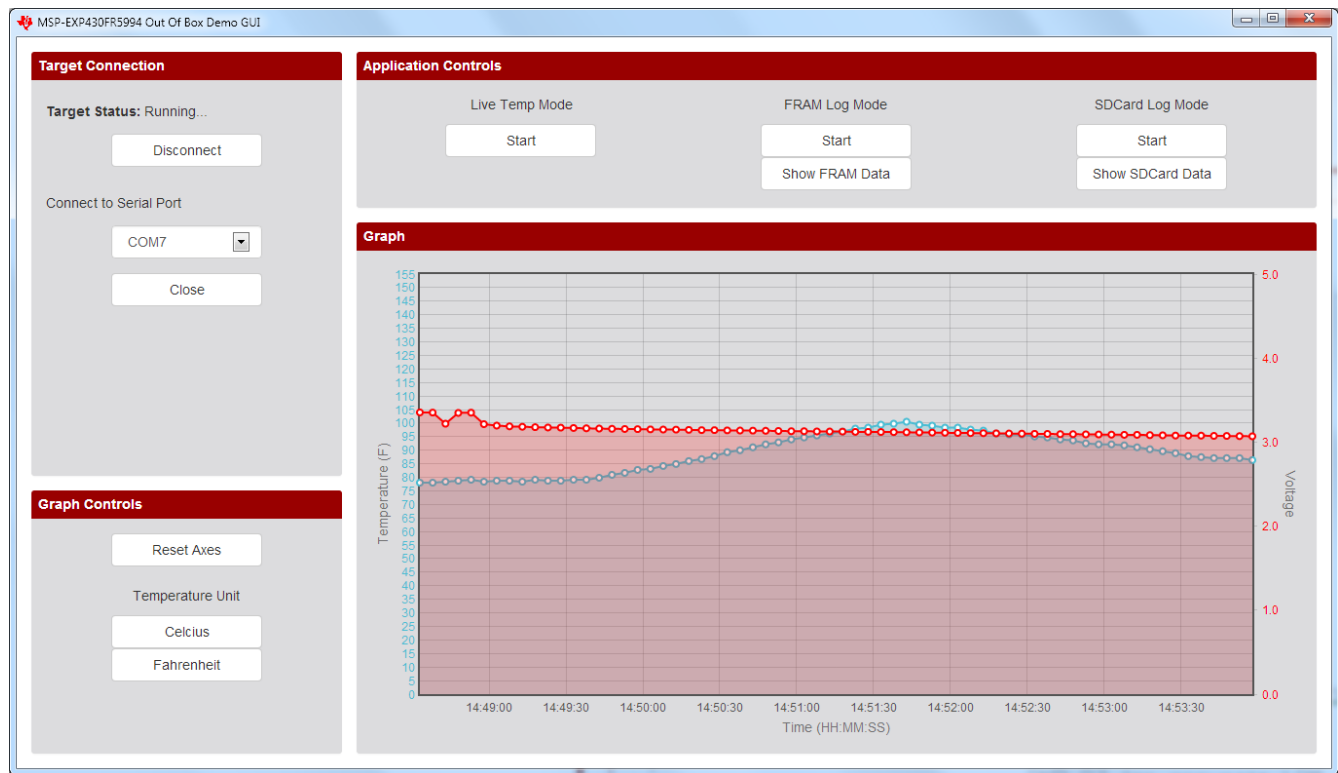 MSP-EXP430FR5994 Out Of Box Demo GUI
Target Connection
Target Status: Running...
Disconnect
Connect to Serial Port
COM7
Close
Graph Controls
Reset Axes
Temperature Unit
Celcius
Fahrenheit
Application Controls
Live Temp Mode
Start
FRAM Log Mode
Start
Show FRAM Data
SDCard Log Mode
Start
Show SDCard Data
Graph
Temperature (F)
155
150
145
140
135
130
125
120
115
110
105
100
95
90
85
80
75
70
65
60
55
50
45
40
35
30
25
20
15
10
5
0
5.0
4.0
3.0
2.0
1.0
0.0
Voltage
14:49:00 14:49:30 14:50:00 14:50:30 14:51:00 14:51:30 14:52:00 14:52:30 14:53:00 14:53:30
Time (HH:MM:SS)